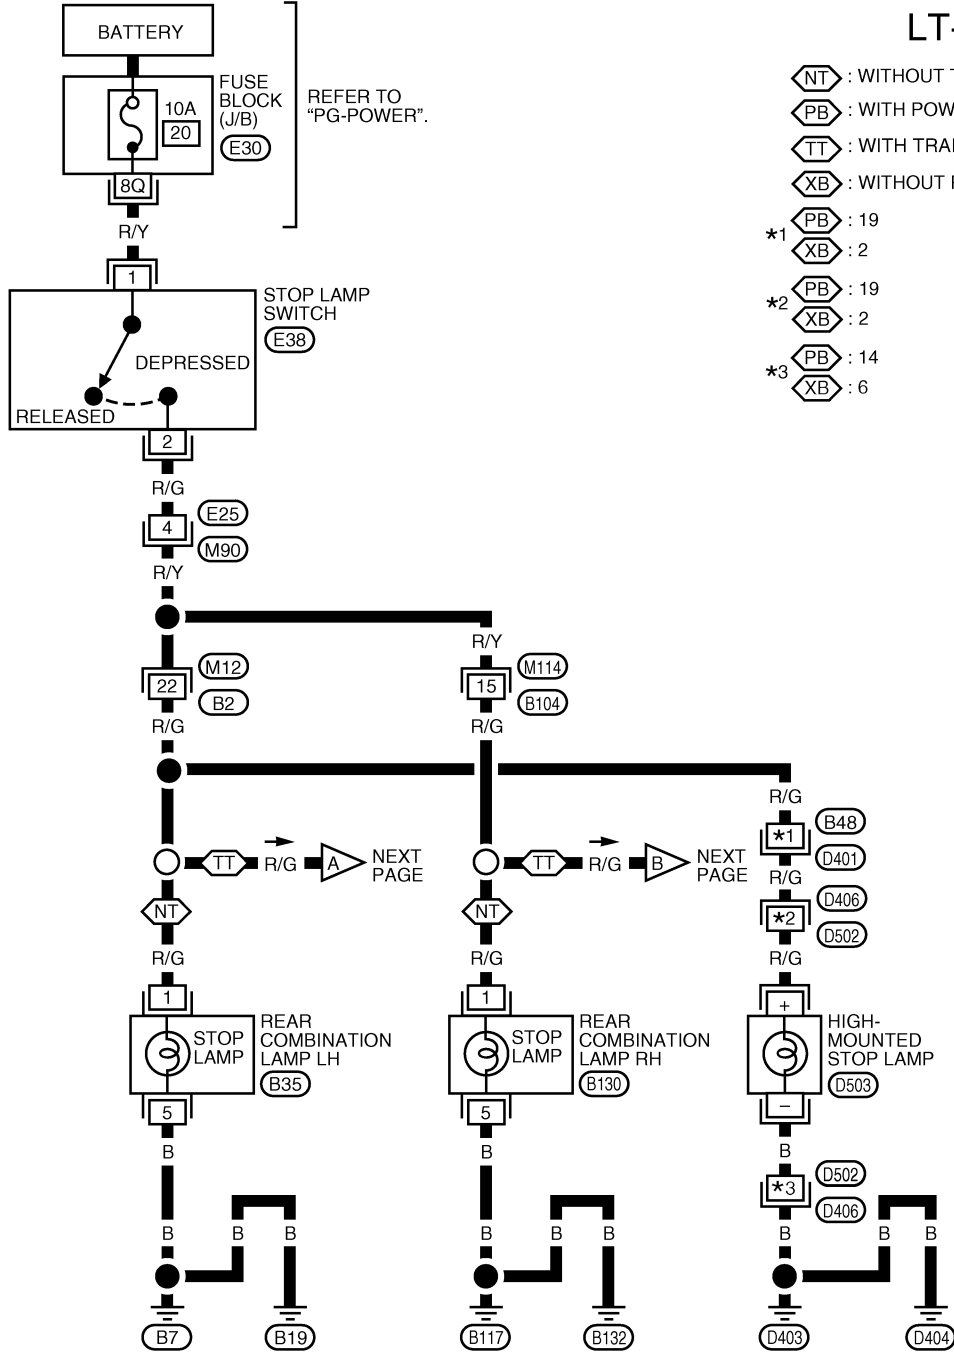 BATTERY
FUSE
BLOCK
(J/B)
E30
10A
20
REFER TO
“PG-POWER”.
8Q
R/Y
1
STOP LAMP
SWITCH
E38
DEPRESSED
RELEASED
2
R/G
4
E25
M90
R/Y
LT-
NT : WITHOUT T
PB : WITH POW
TT : WITH TRAI
XB : WITHOUT
*1
PB : 19
XB : 2
*2
PB : 19
XB : 2
*3
PB : 14
XB : 6
22
M12
B2
R/G
R/Y
15
M114
B104
R/G
R/G
*1
B48
D401
R/G
*2
D406
D502
R/G
TT
R/G
A
NEXT
PAGE
TT
R/G
B
NEXT
PAGE
NT
R/G
1
STOP
LAMP
REAR
COMBINATION
LAMP LH
B35
5
B
NT
R/G
1
STOP
LAMP
REAR
COMBINATION
LAMP RH
B130
5
B
+
HIGH-
MOUNTED
STOP LAMP
D503
–
B
*3
D502
D406
B B B
B B B
B B B
B7
B19
B117
B132
D403
D404